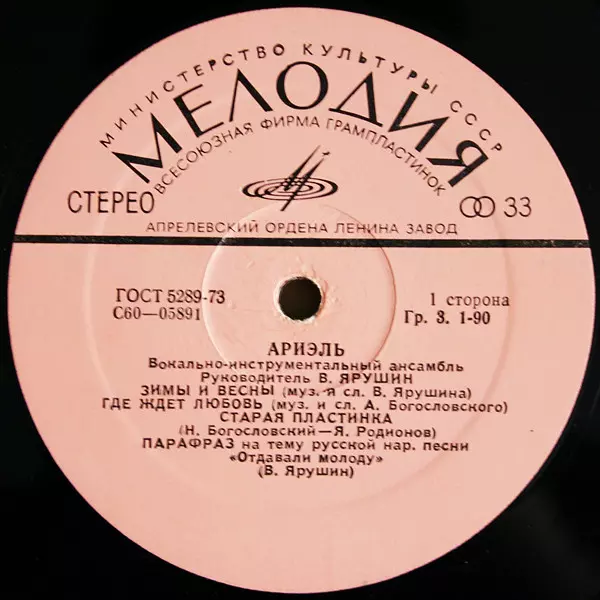 МИНИСТЕРСТВО КУЛЬТУРЫ СССР
МЕЛОДИЯ
ВСЕСОЮЗНАЯ ФИРМА ГРАМПЛАСТИНОК
СТЕРЕО
33
АПРЕЛЕВСКИЙ ОРДЕНА ЛЕНИНА ЗАВОД
ГОСТ 5289-73
С60—05891
1 сторона
Гр. 3. 1-90
АРИЭЛЬ
Вокально-инструментальный ансамбль
Руководитель В. ЯРУШИН
ЗИМЫ И ВЕСНЫ (муз. и сл. В. Ярушина)
ГДЕ ЖДЕТ ЛЮБОВЬ (муз. и сл. А. Богословского)
СТАРАЯ ПЛАСТИНКА
(Н. Богословский—Я. Родионов)
ПАРАФРАЗ на тему русской нар. песни
«Отдавали молоду»
(В. Ярушин)